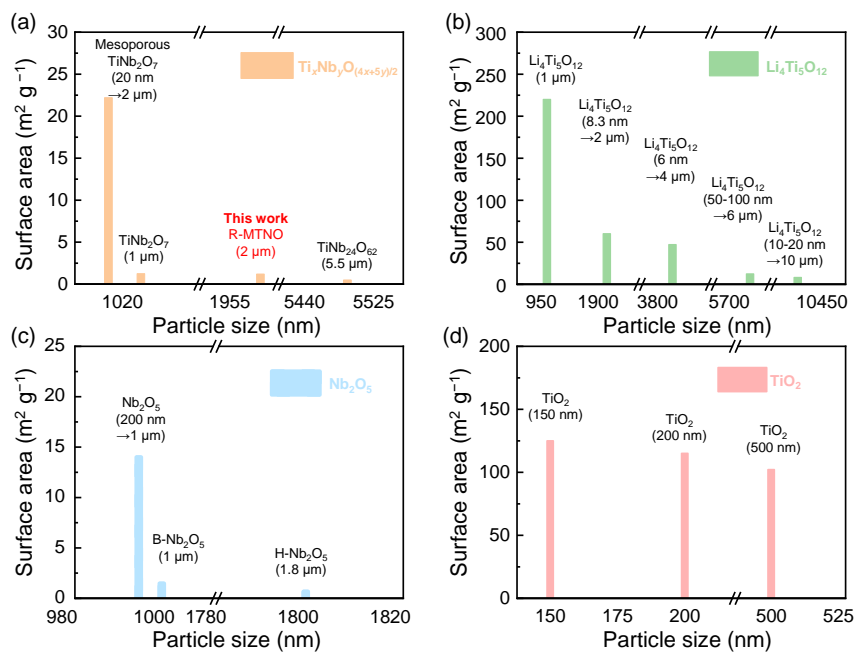 (a)
Mesoporous
TiNb₂O₇
(20 nm
→2 µm)
TiₓNbᵧO₍₄ₓ₊₅ᵧ₎/₂
TiNb₂O₇
(1 µm)
This work
R-MTNO
(2 µm)
TiNb₂₄O₆₂
(5.5 µm)
30
25
20
15
10
5
0
Surface area (m² g⁻¹)
1020 1955 5440 5525
Particle size (nm)
(b)
Li₄Ti₅O₁₂
(1 µm)
Li₄Ti₅O₁₂
Li₄Ti₅O₁₂
(8.3 nm
→2 µm)
Li₄Ti₅O₁₂
(6 nm
→4 µm)
Li₄Ti₅O₁₂
(50-100 nm
→6 µm)
Li₄Ti₅O₁₂
(10-20 nm
→10 µm)
300
250
200
150
100
50
0
Surface area (m² g⁻¹)
950 1900 3800 5700 10450
Particle size (nm)
(c)
Nb₂O₅
Nb₂O₅
(200 nm
→1 µm)
B-Nb₂O₅
(1 µm)
H-Nb₂O₅
(1.8 µm)
25
20
15
10
5
0
Surface area (m² g⁻¹)
980 1000 1780 1800 1820
Particle size (nm)
(d)
TiO₂
TiO₂
(150 nm)
TiO₂
(200 nm)
TiO₂
(500 nm)
200
150
100
50
0
Surface area (m² g⁻¹)
150 175 200 500 525
Particle size (nm)